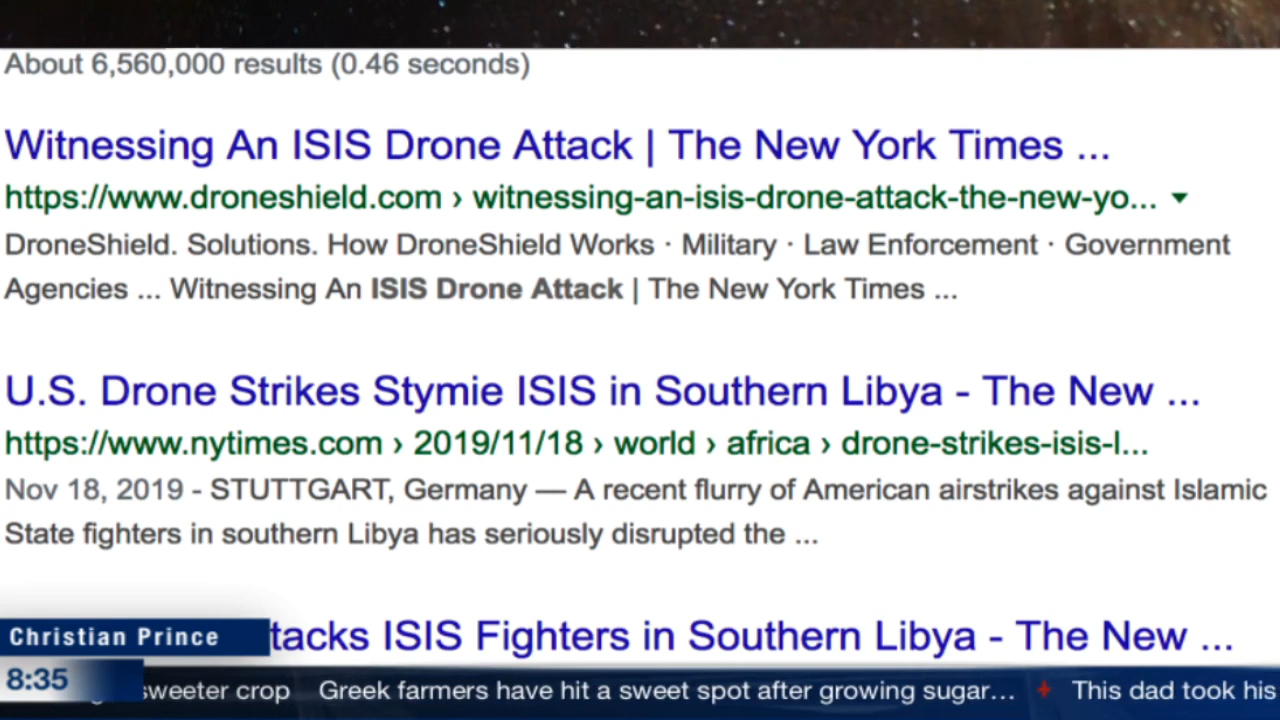 About 6,560,000 results (0.46 seconds)
Witnessing An ISIS Drone Attack | The New York Times ...
https://www.droneshield.com › witnessing-an-isis-drone-attack-the-new-yo...
DroneShield. Solutions. How DroneShield Works · Military · Law Enforcement · Government
Agencies ... Witnessing An ISIS Drone Attack | The New York Times ...
U.S. Drone Strikes Stymie ISIS in Southern Libya - The New ...
https://www.nytimes.com › 2019/11/18 › world › africa › drone-strikes-isis-l...
Nov 18, 2019 - STUTTGART, Germany — A recent flurry of American airstrikes against Islamic
State fighters in southern Libya has seriously disrupted the ...
Christian Prince
tacks ISIS Fighters in Southern Libya - The New ...
8:35
sweeter crop Greek farmers have hit a sweet spot after growing sugar... This dad took his